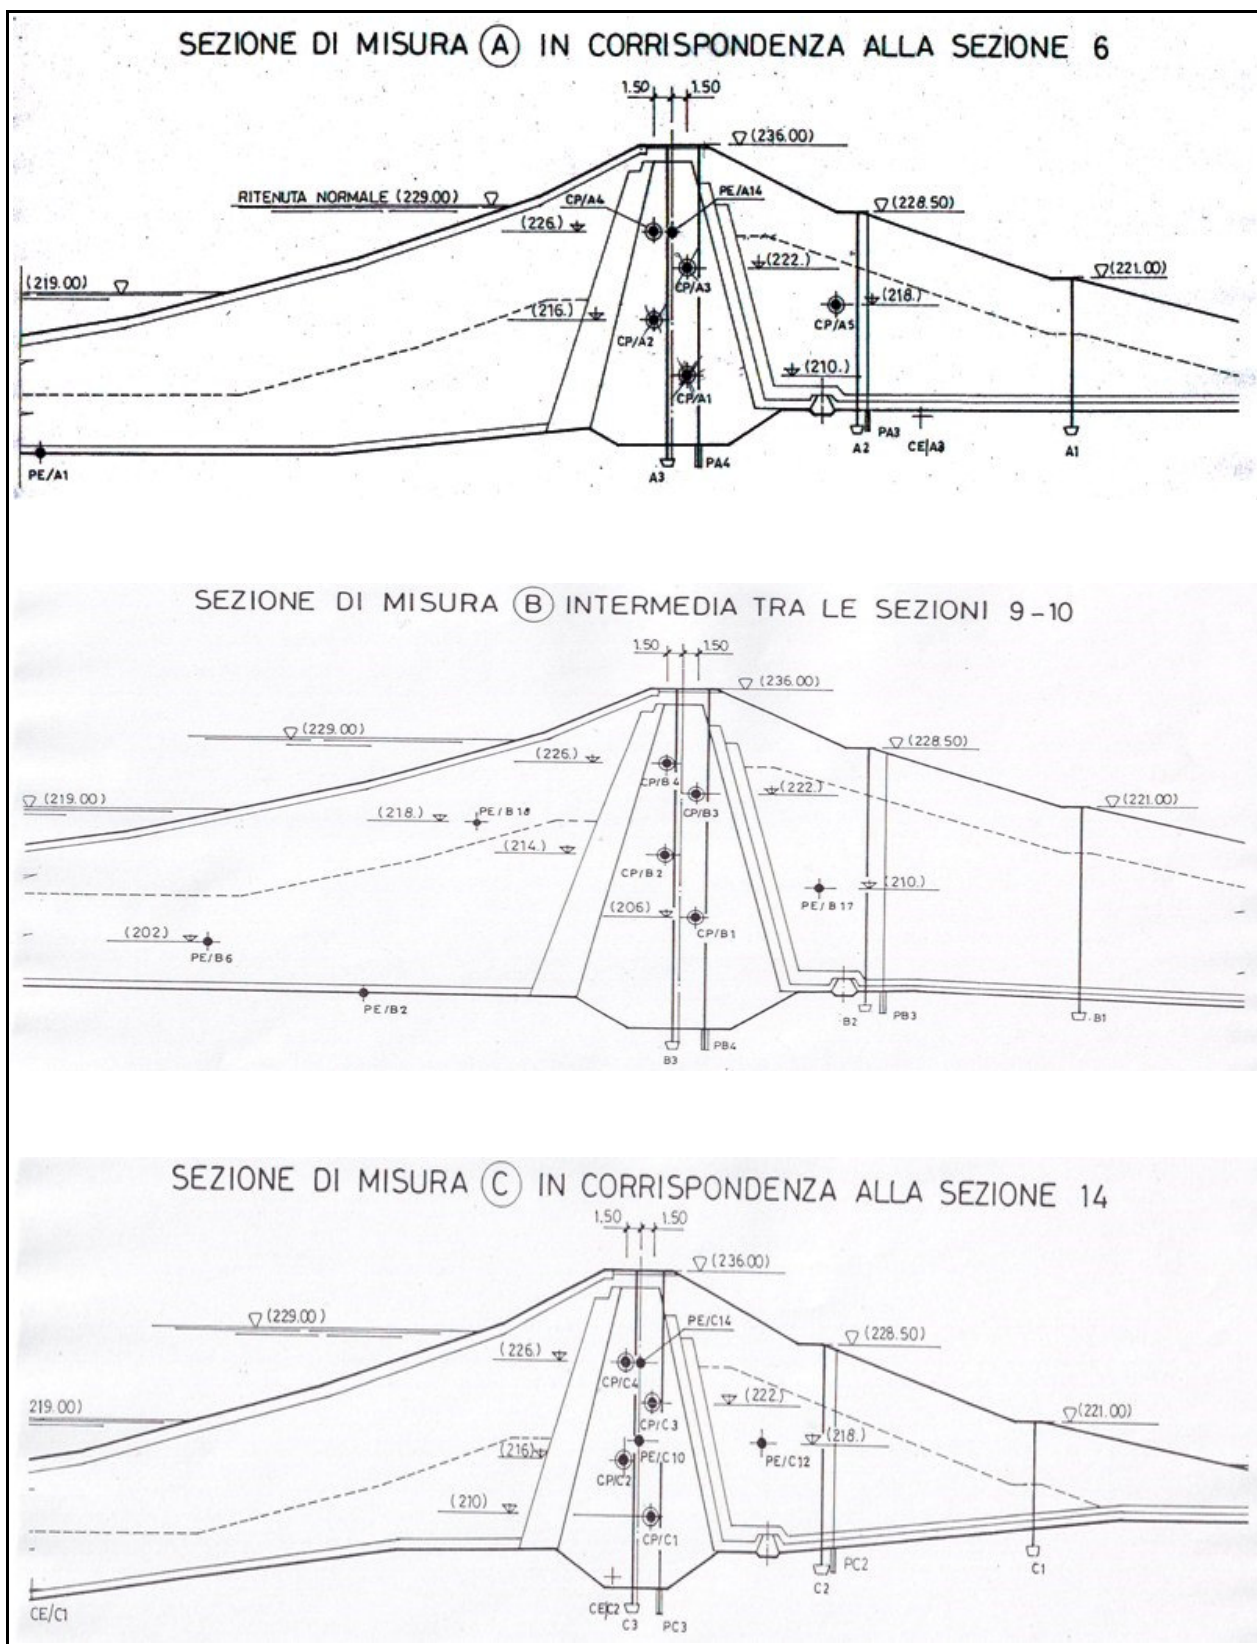 SEZIONE DI MISURA A IN CORRISPONDENZA ALLA SEZIONE 6
1.50 1.50
(236.00)
RITENUTA NORMALE (229.00)
CP/A4
PE/A14
(228.50)
(226.)
(222.)
(221.00)
(219.00)
CP/A3
(216.)
(218.)
CP/A2
CP/A5
(210.)
CP/A1
PE/A1
A3
PA4
A2
PA3
CE/A3
A1
SEZIONE DI MISURA B INTERMEDIA TRA LE SEZIONI 9-10
1.50 1.50
(236.00)
(229.00)
(228.50)
(226.)
CP/B4
(222.)
(219.00)
(221.00)
CP/B3
(218.)
PE/B18
(214.)
CP/B2
(210.)
PE/B17
(206)
CP/B1
(202.)
PE/B6
PE/B2
B3
PB4
B2
PB3
B1
SEZIONE DI MISURA C IN CORRISPONDENZA ALLA SEZIONE 14
1.50 1.50
(236.00)
(229.00)
PE/C14
(228.50)
(226.)
CP/C4
(222.)
219.00)
(221.00)
CP/C3
(218.)
(216)
PE/C10
PE/C12
CP/C2
(210)
CP/C1
CE/C1
CEC2
C3
PC3
C2
PC2
C1